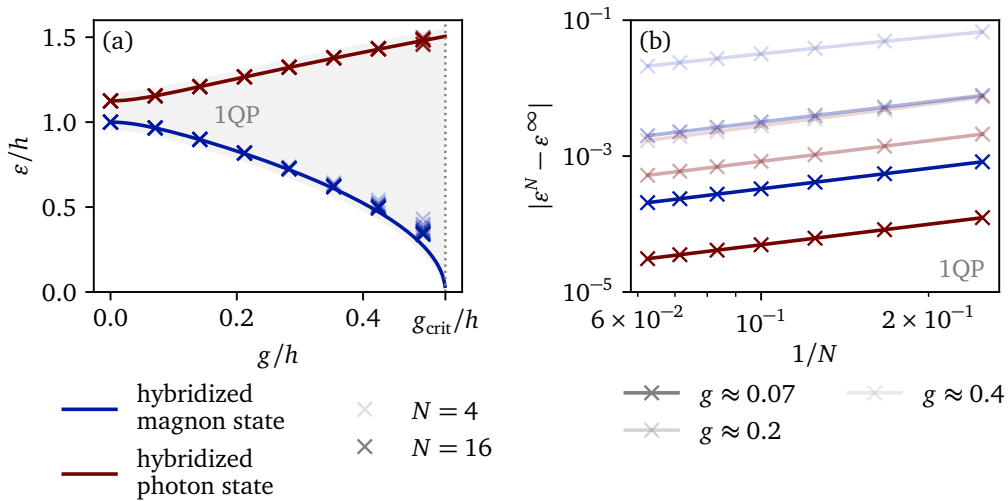 (a)
1.5
1.0
0.5
0.0
ε/h
1QP
0.0
0.2
0.4
g_crit/h
g/h
(b)
10⁻¹
10⁻³
10⁻⁵
|ε^N − ε^∞|
1QP
6 × 10⁻²
10⁻¹
2 × 10⁻¹
1/N
hybridized
magnon state
hybridized
photon state
N = 4
N = 16
g ≈ 0.07
g ≈ 0.2
g ≈ 0.4